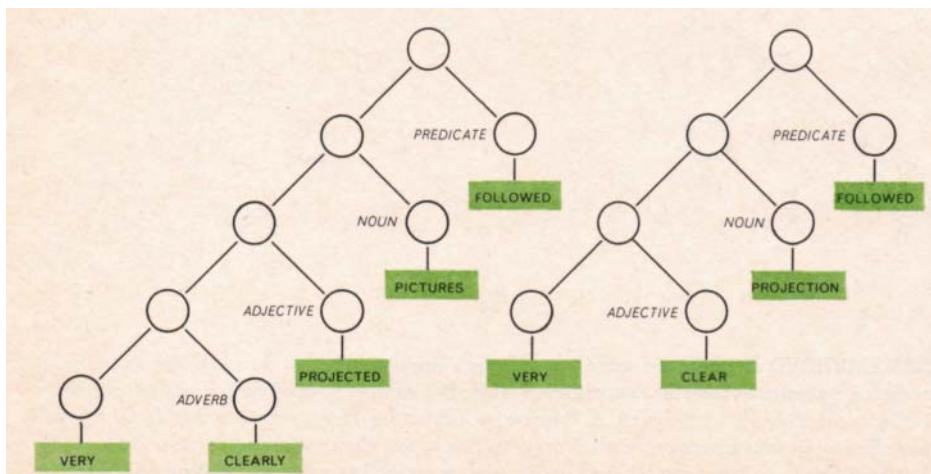 PREDICATE PREDICATE
FOLLOWED FOLLOWED
NOUN NOUN
PICTURES PROJECTION
ADJECTIVE ADJECTIVE
PROJECTED VERY CLEAR
ADVERB
VERY CLEARLY